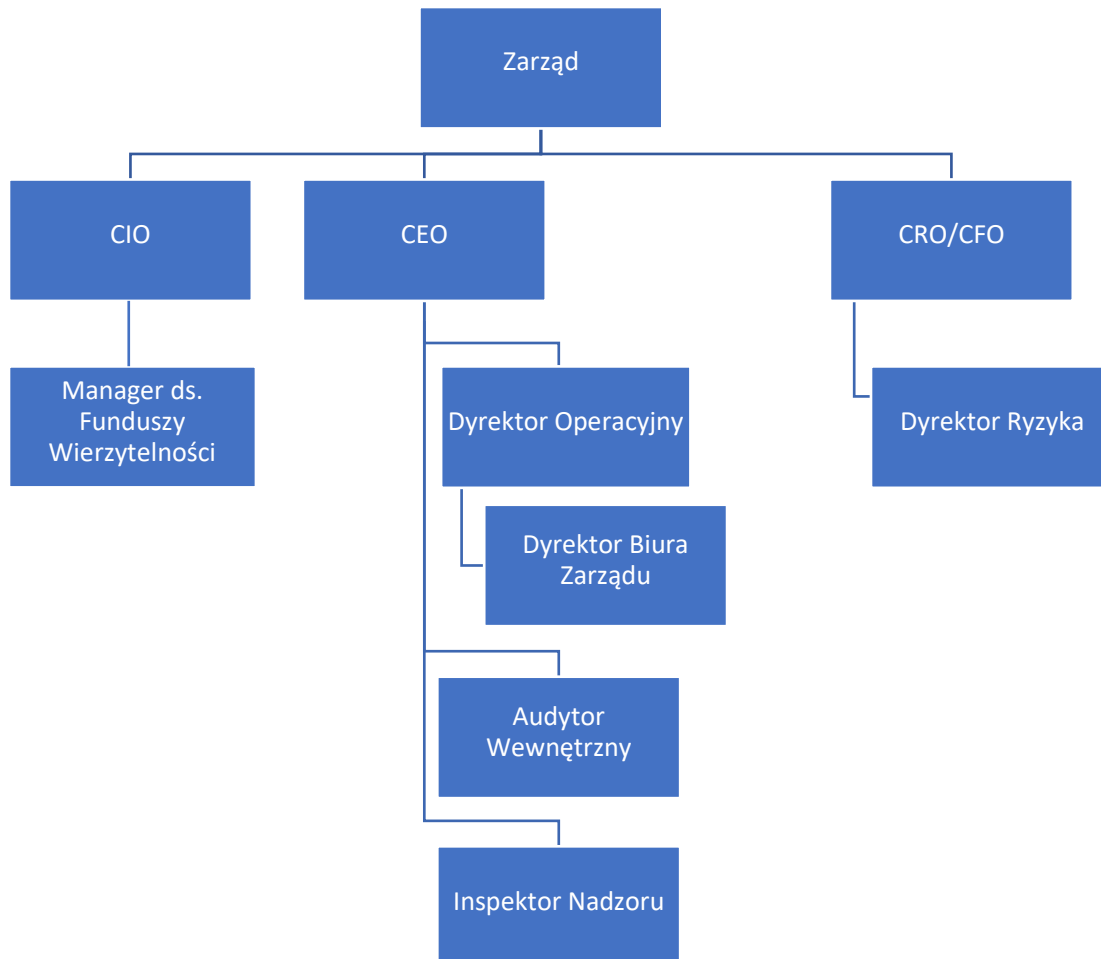 Zarząd
CIO
CEO
CRO/CFO
Manager ds.
Funduszy
Wierzytelności
Dyrektor Operacyjny
Dyrektor Ryzyka
Dyrektor Biura
Zarządu
Audytor
Wewnętrzny
Inspektor Nadzoru